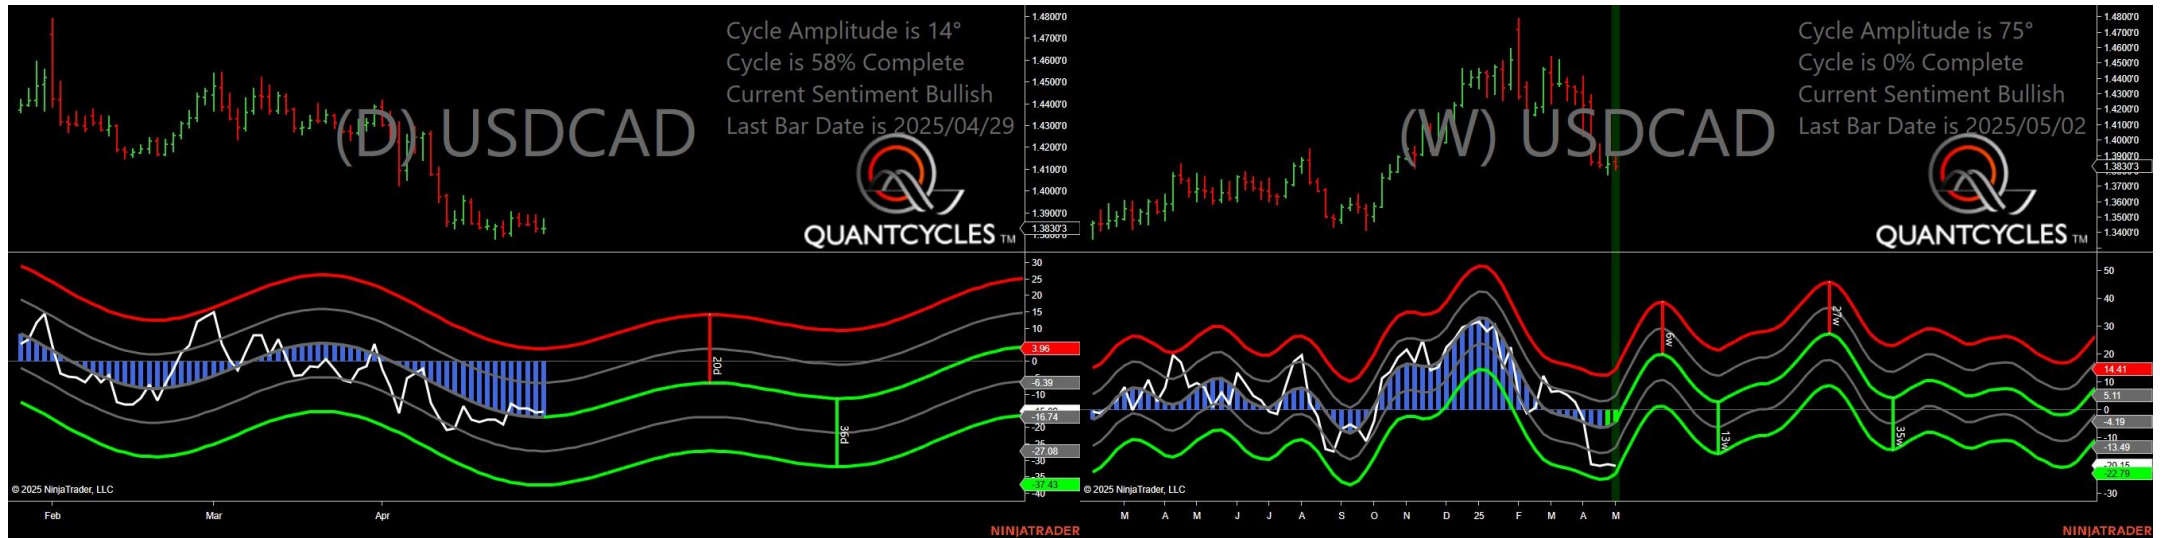 Cycle Amplitude is 14°
Cycle is 58% Complete
Current Sentiment Bullish
Last Bar Date is 2025/04/29
(D) USDCAD
QUANTCYCLES TM
1.4800'0
1.4700'0
1.4600'0
1.4500'0
1.4400'0
1.4300'0
1.4200'0
1.4100'0
1.4000'0
1.3900'0
1.3830'3
30
25
20
15
10
3.96
0
-6.39
-10
-16.74
-20
-27.08
-30
-37.43
-40
20d
36d
© 2025 NinjaTrader, LLC
Feb Mar Apr
NINJATRADER
Cycle Amplitude is 75°
Cycle is 0% Complete
Current Sentiment Bullish
Last Bar Date is 2025/05/02
(W) USDCAD
QUANTCYCLES TM
1.4800'0
1.4700'0
1.4600'0
1.4500'0
1.4400'0
1.4300'0
1.4200'0
1.4100'0
1.4000'0
1.3900'0
1.3830'3
1.3700'0
1.3600'0
1.3500'0
1.3400'0
50
40
30
20
14.41
10
5.11
0
-4.19
-10
-13.49
-20.15
-22.79
-30
6w
13w
27w
35w
© 2025 NinjaTrader, LLC
M A M J J A S O N D 25 F M A M
NINJATRADER